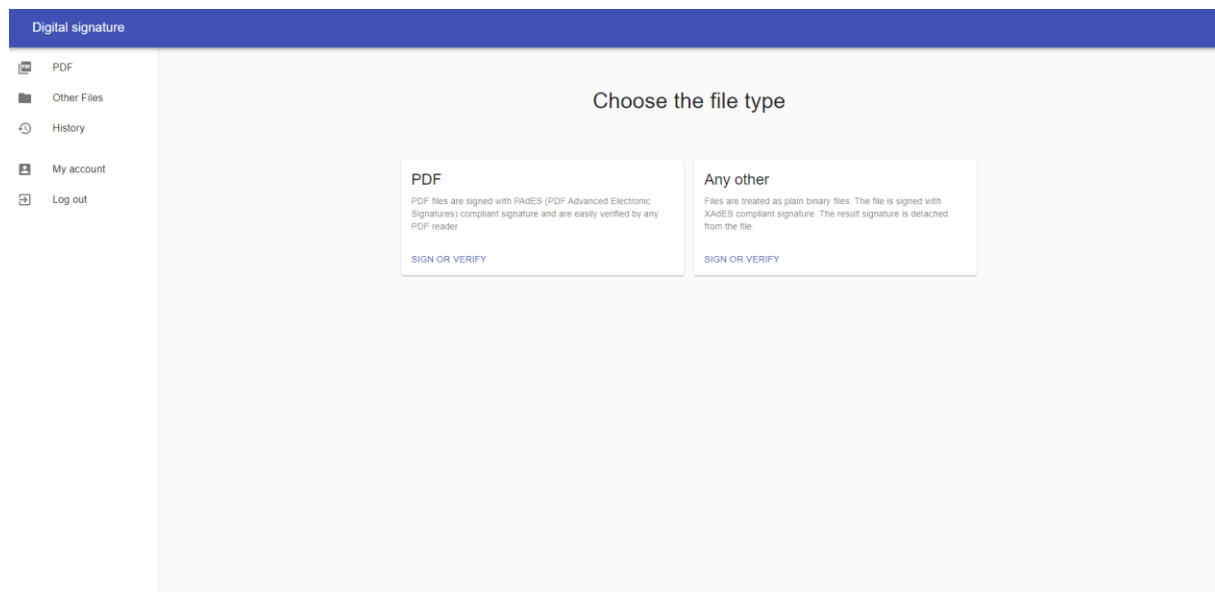 Digital signature
PDF
Other Files
History
My account
Log out
Choose the file type
PDF
PDF files are signed with PAdES (PDF Advanced Electronic
Signatures) compliant signature and are easily verified by any
PDF reader
SIGN OR VERIFY
Any other
Files are treated as plain binary files. The file is signed with
XAdES compliant signature. The result signature is detached
from the file.
SIGN OR VERIFY